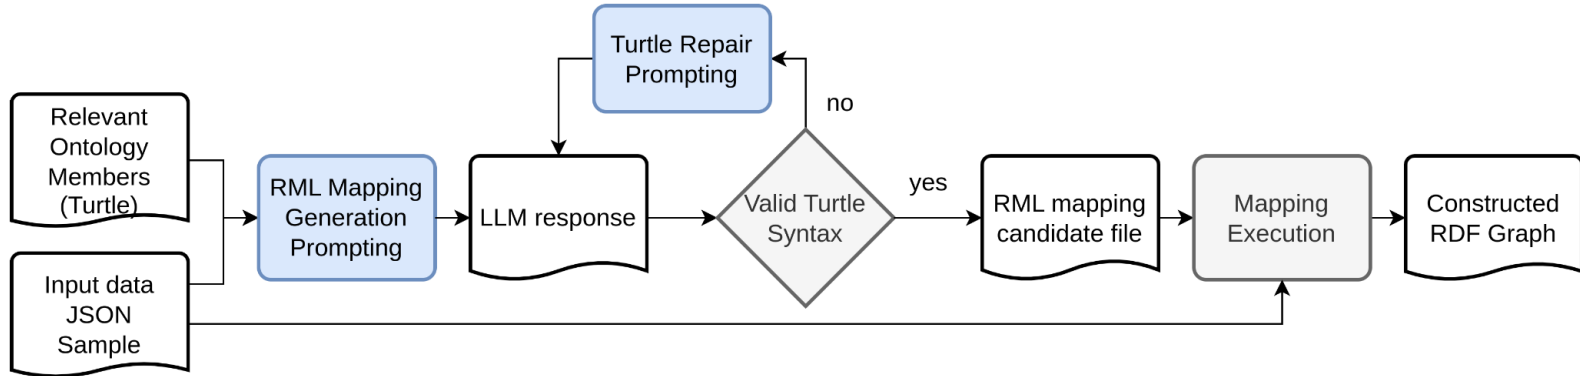 Relevant
Ontology
Members
(Turtle)
Input data
JSON
Sample
RML Mapping
Generation
Prompting
LLM response
Turtle Repair
Prompting
no
Valid Turtle
Syntax
yes
RML mapping
candidate file
Mapping
Execution
Constructed
RDF Graph